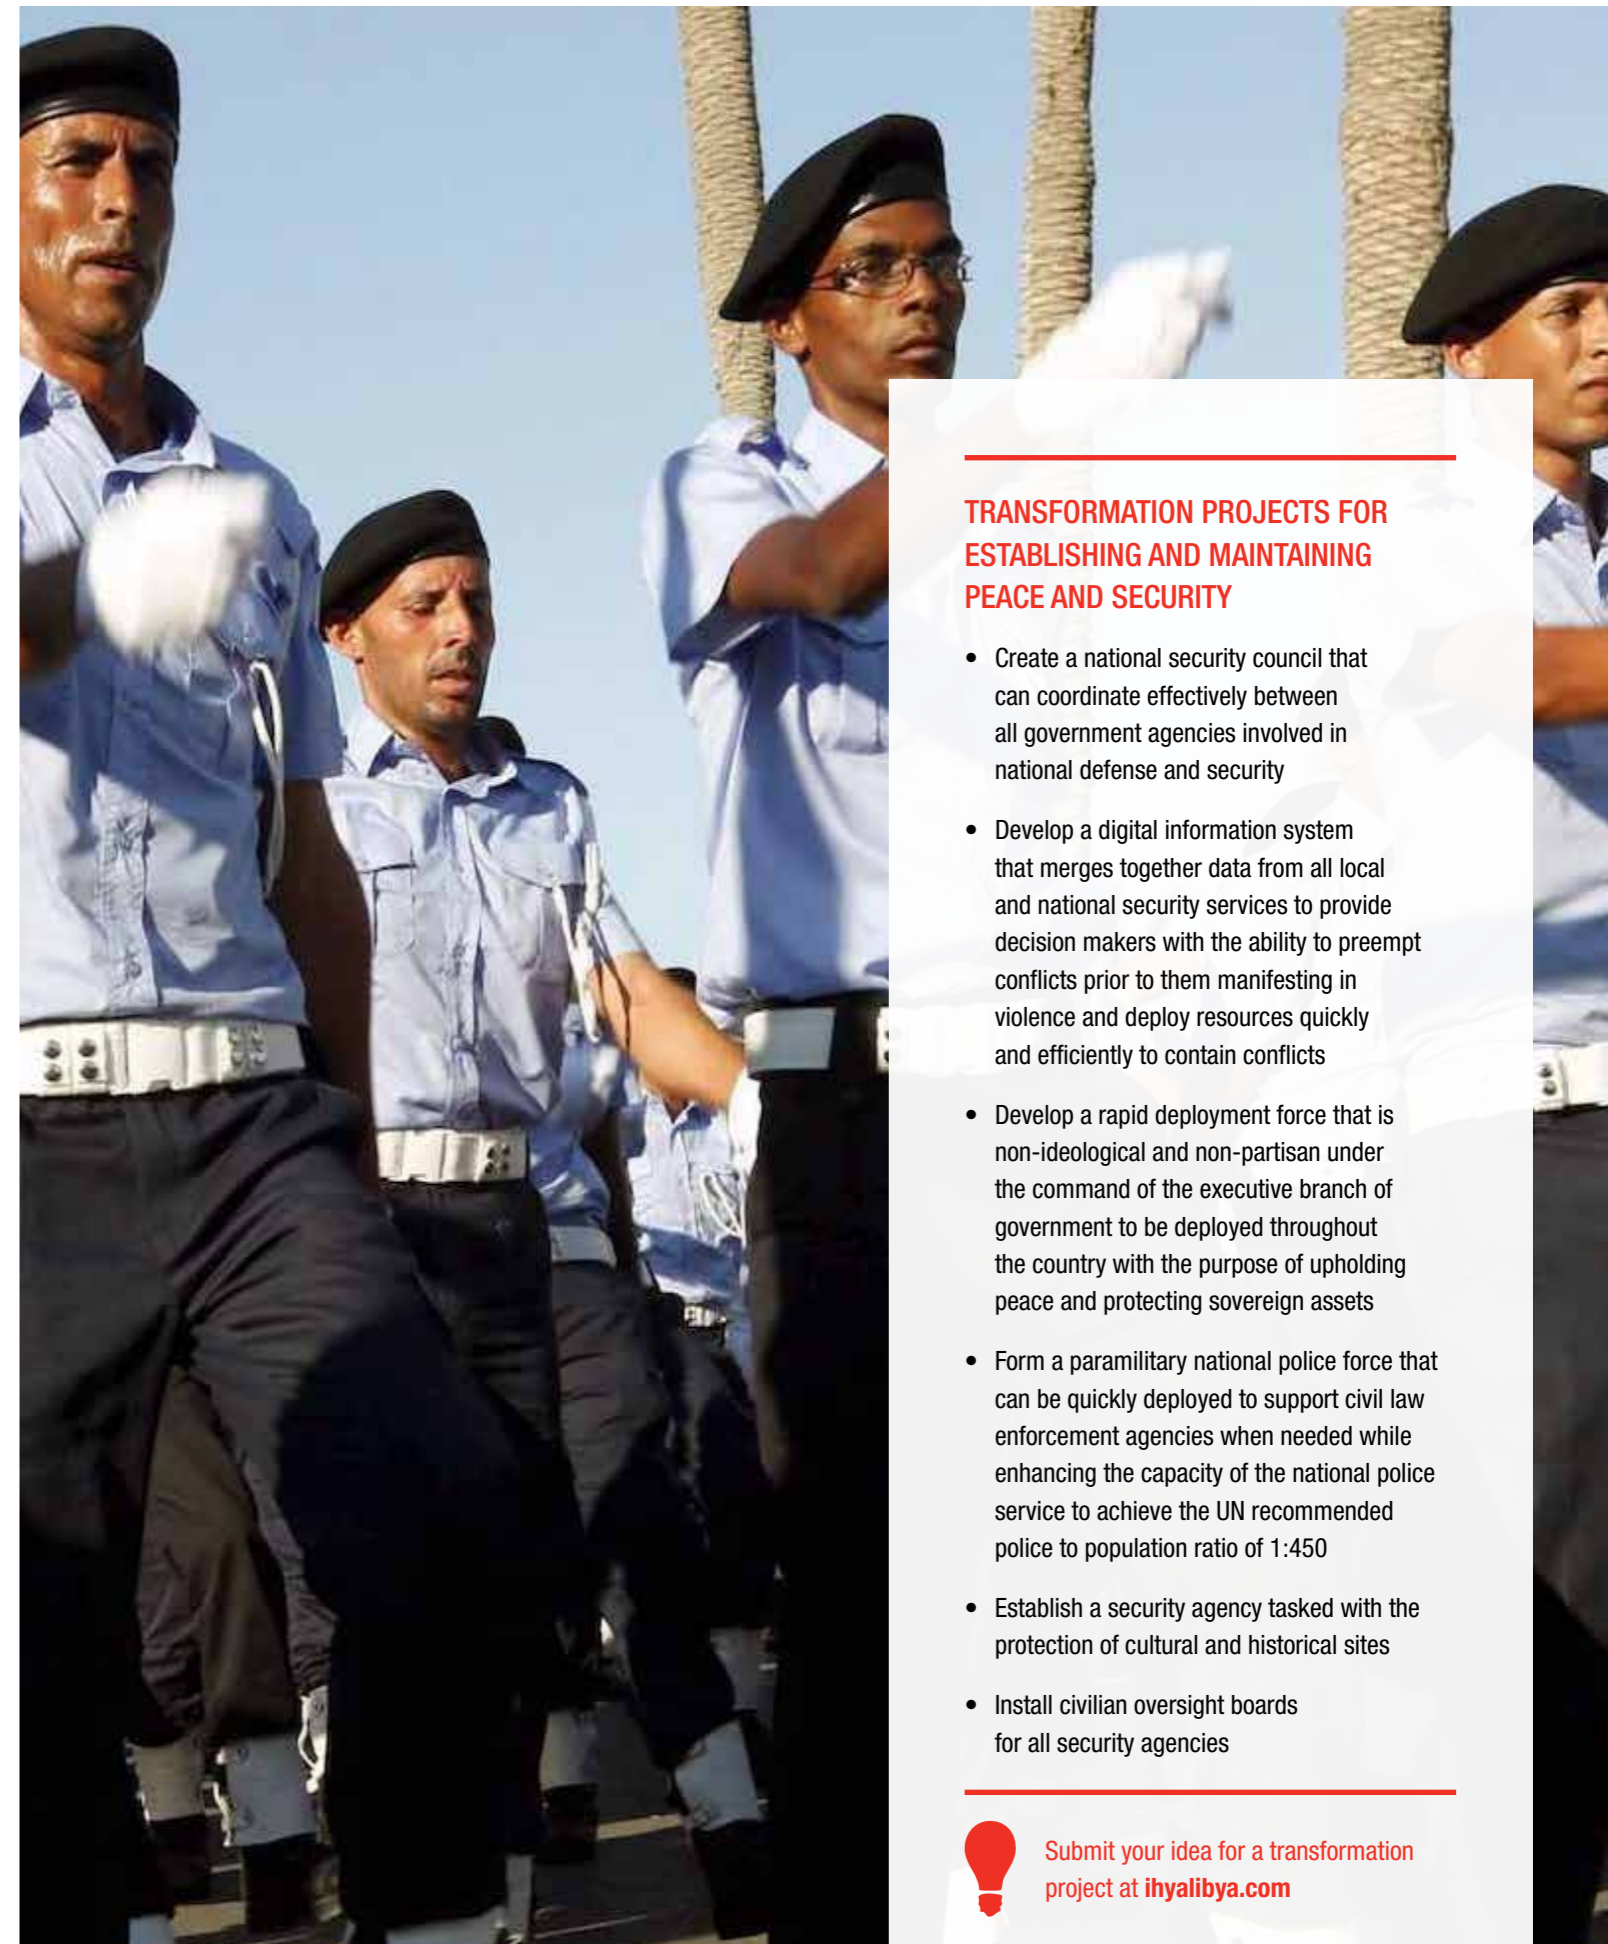 TRANSFORMATION PROJECTS FOR
ESTABLISHING AND MAINTAINING
PEACE AND SECURITY
• Create a national security council that
can coordinate effectively between
all government agencies involved in
national defense and security
• Develop a digital information system
that merges together data from all local
and national security services to provide
decision makers with the ability to preempt
conflicts prior to them manifesting in
violence and deploy resources quickly
and efficiently to contain conflicts
• Develop a rapid deployment force that is
non-ideological and non-partisan under
the command of the executive branch of
government to be deployed throughout
the country with the purpose of upholding
peace and protecting sovereign assets
• Form a paramilitary national police force that
can be quickly deployed to support civil law
enforcement agencies when needed while
enhancing the capacity of the national police
service to achieve the UN recommended
police to population ratio of 1:450
• Establish a security agency tasked with the
protection of cultural and historical sites
• Install civilian oversight boards
for all security agencies
Submit your idea for a transformation
project at ihyalibya.com